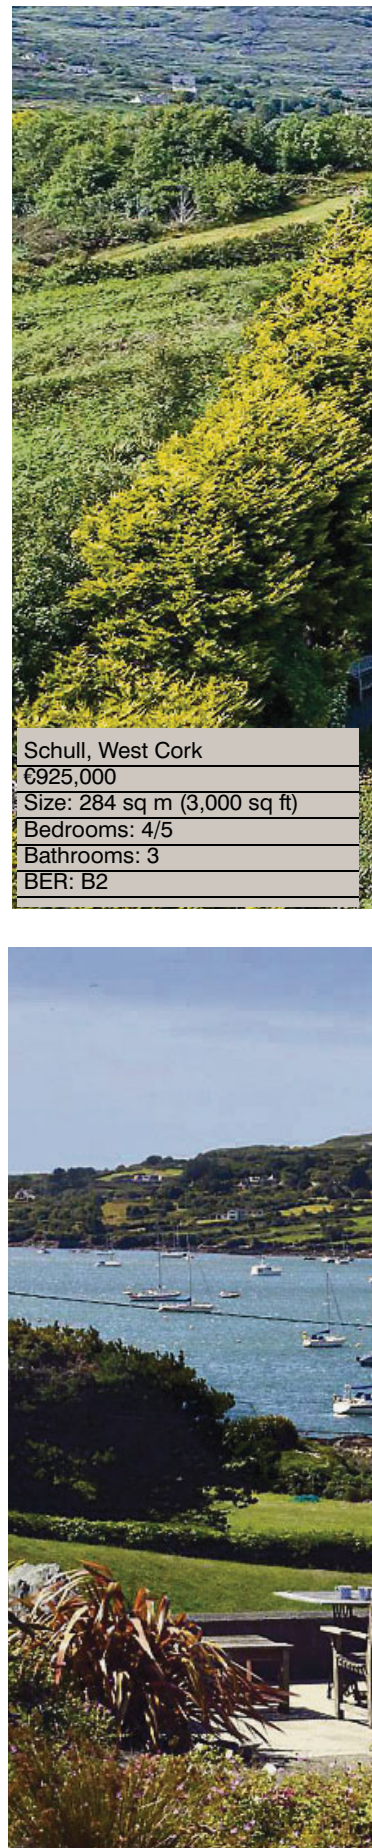 Schull, West Cork
€925,000
Size: 284 sq m (3,000 sq ft)
Bedrooms: 4/5
Bathrooms: 3
BER: B2